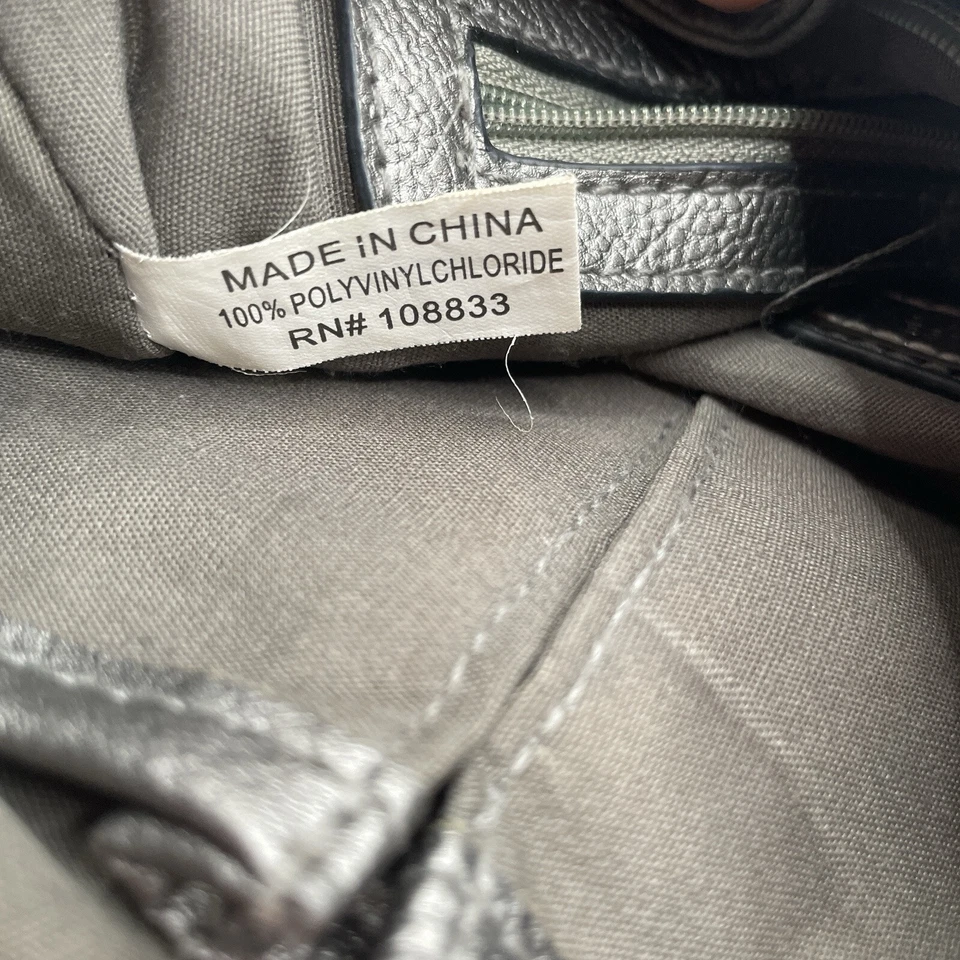 MADE iN CHINA
100% POLYVINYLCHLORIDE
RN# 108833